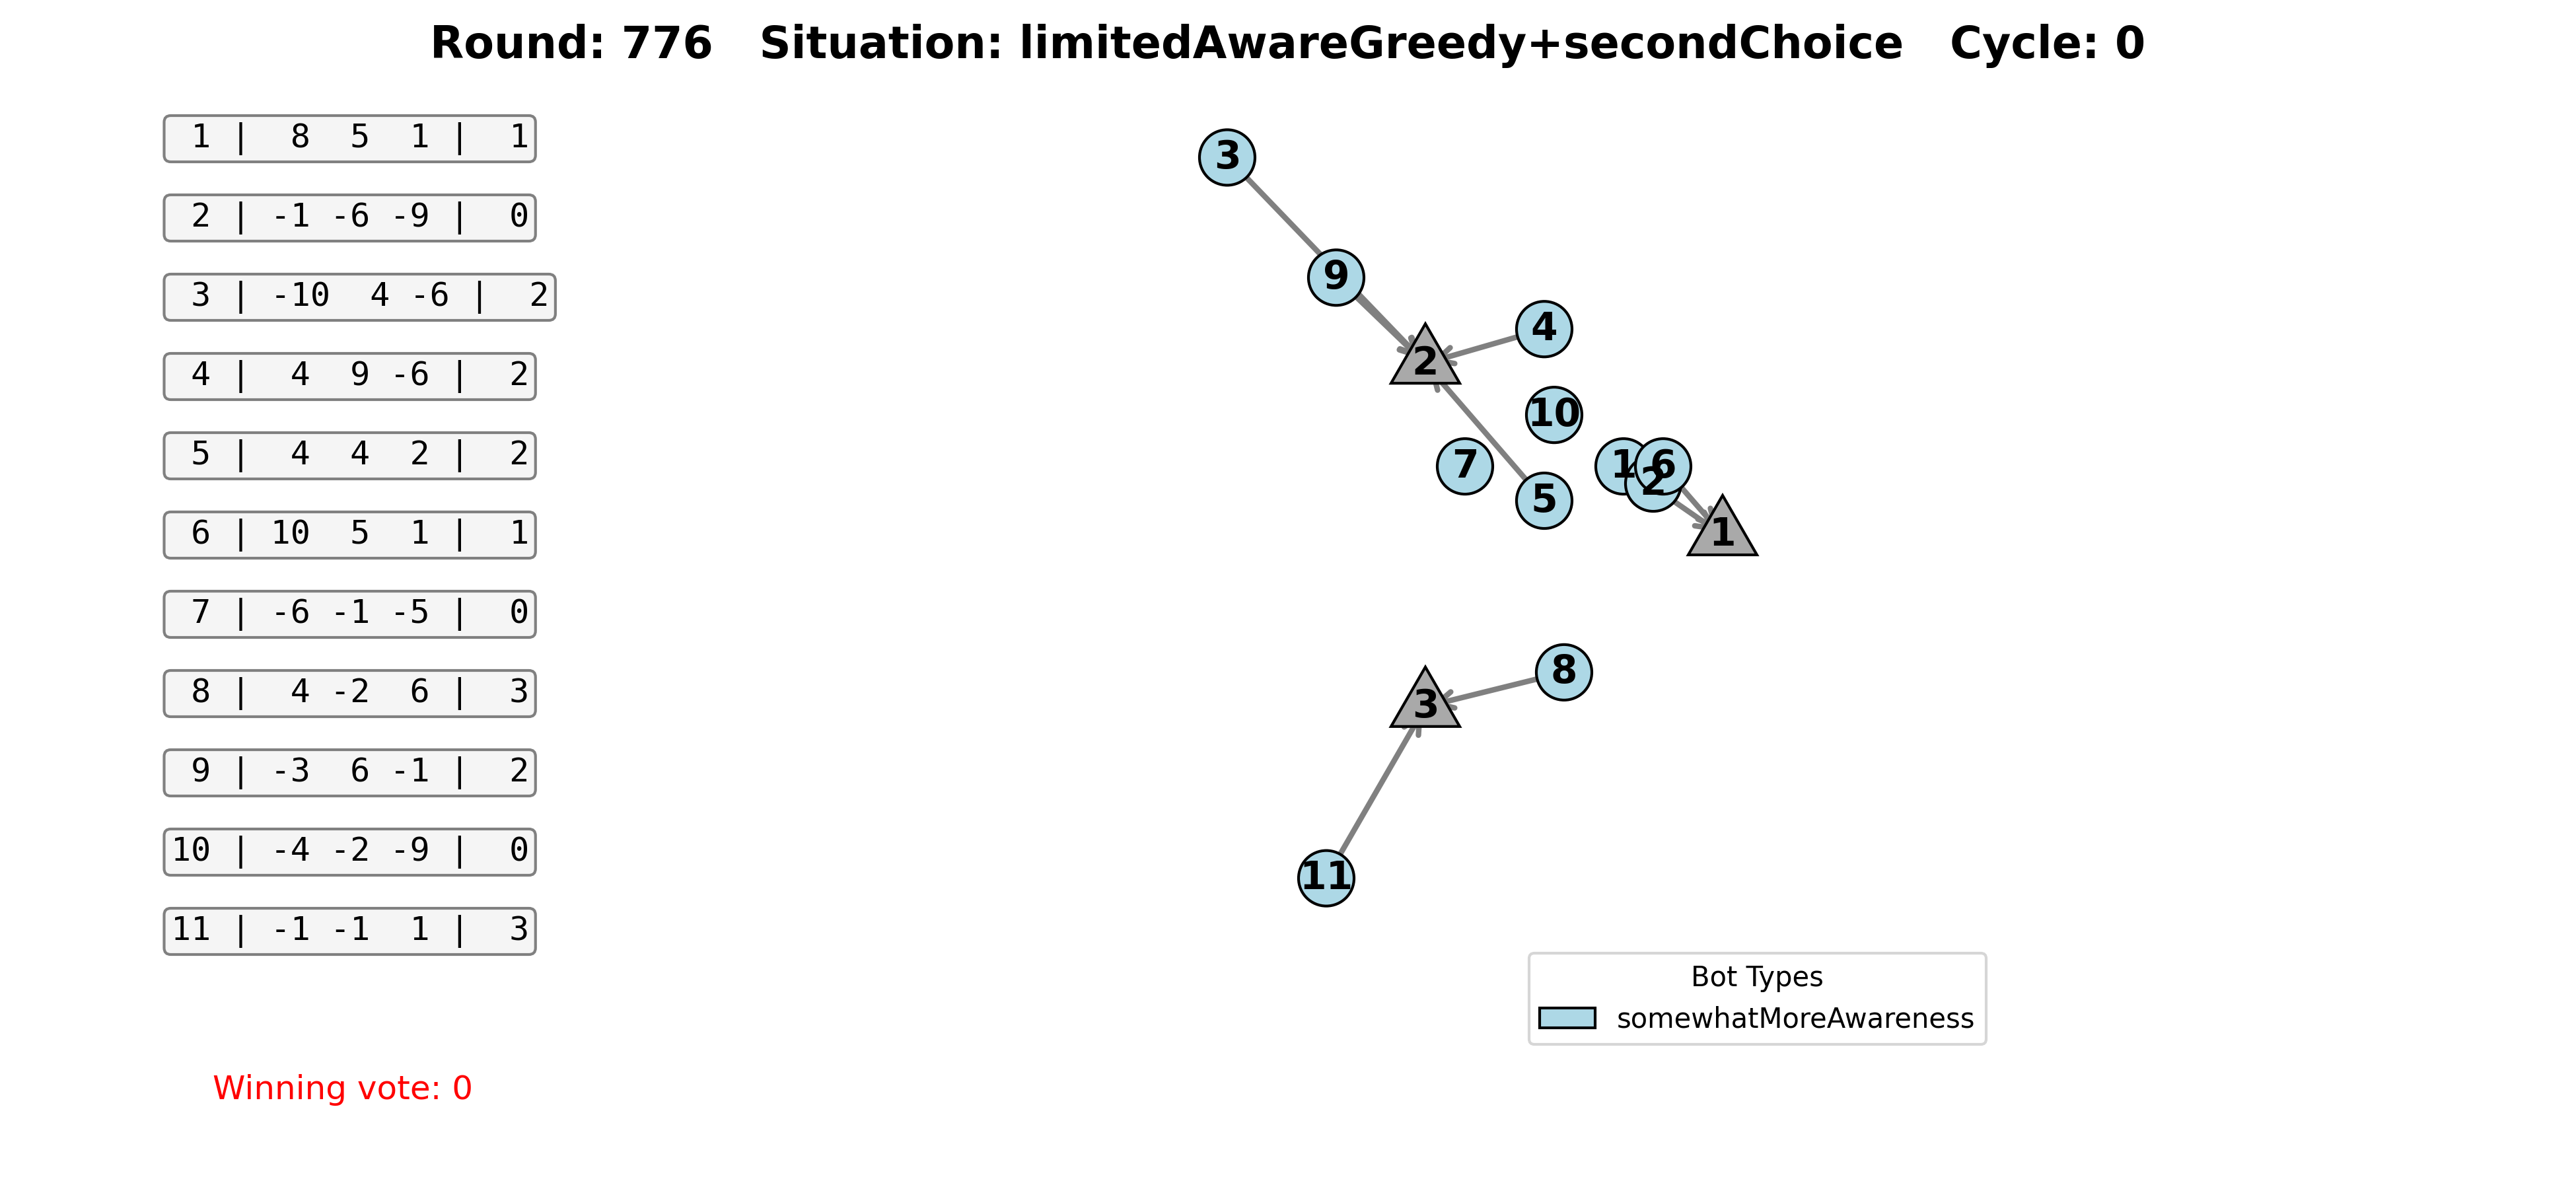 Round: 776   Situation: limitedAwareGreedy+secondChoice   Cycle: 0
1 |  8  5  1 |  1
2 | -1 -6 -9 |  0
3 | -10  4 -6 |  2
4 |  4  9 -6 |  2
5 |  4  4  2 |  2
6 | 10  5  1 |  1
7 | -6 -1 -5 |  0
8 |  4 -2  6 |  3
9 | -3  6 -1 |  2
10 | -4 -2 -9 |  0
11 | -1 -1  1 |  3
Winning vote: 0
3
9
4
2
10
7
1
6
2
5
1
8
3
11
Bot Types
somewhatMoreAwareness